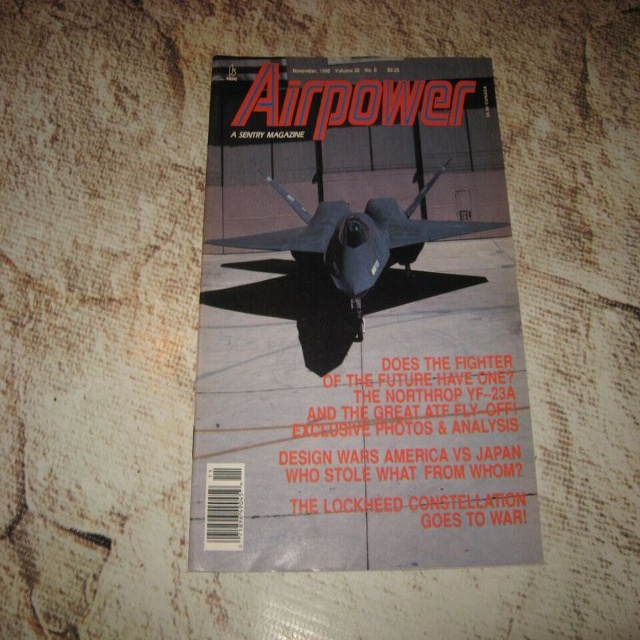 November, 1990 Volume 20 No. 6
Airpower
A SENTRY MAGAZINE
DOES THE FIGHTER
OF THE FUTURE HAVE ONE?
THE NORTHROP YF-23A
AND THE GREAT ATF FLY-OFF!
EXCLUSIVE PHOTOS & ANALYSIS
DESIGN WARS AMERICA VS JAPAN
WHO STOLE WHAT FROM WHOM?
THE LOCKHEED CONSTELLATION
GOES TO WAR!